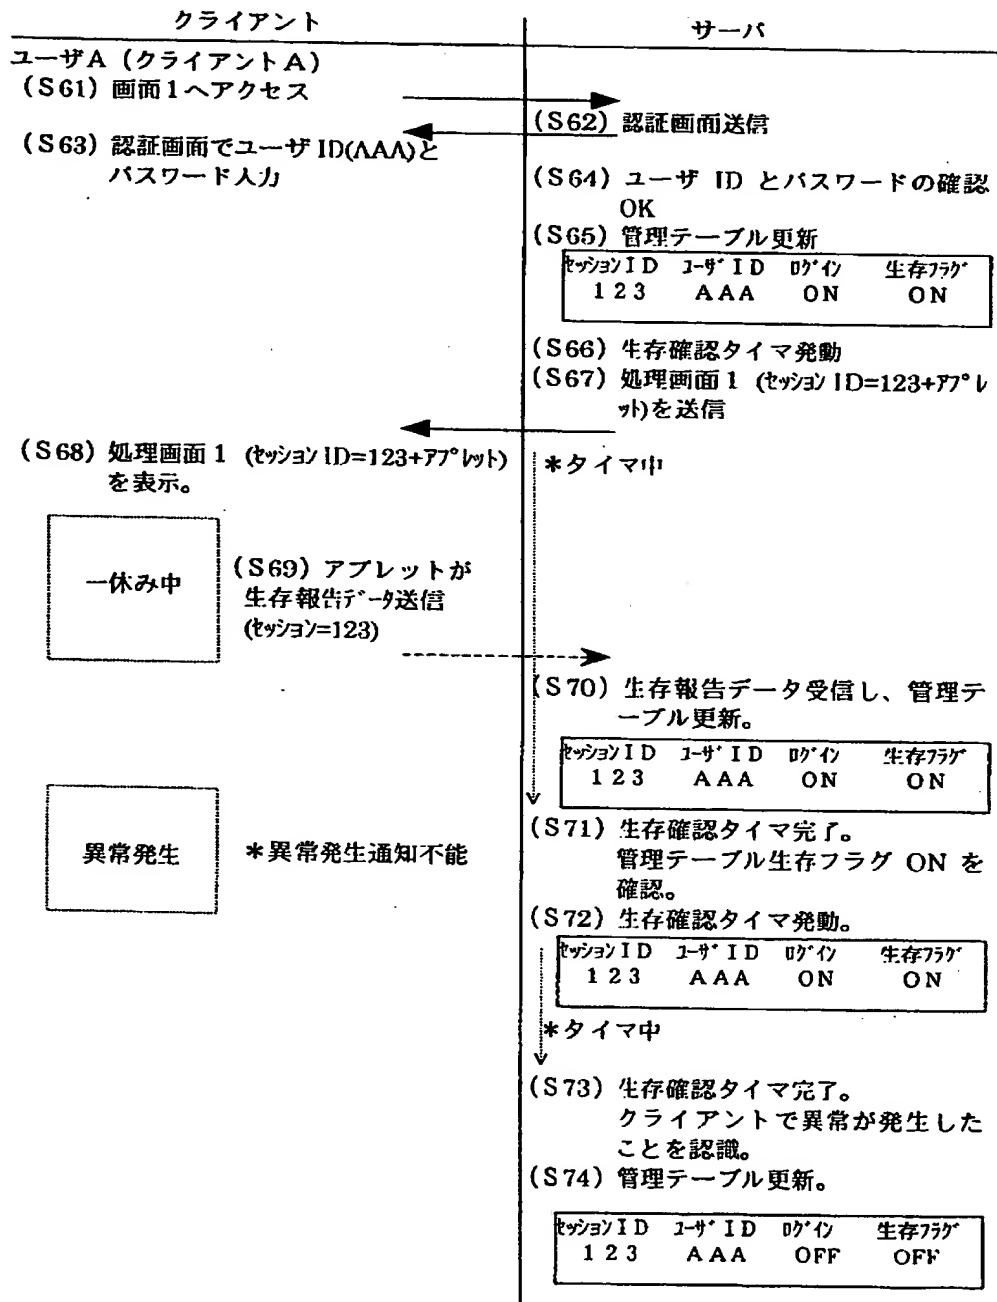 クライアント
サーバ
ユーザA（クライアントA）
（S61）画面1へアクセス
（S62）認証画面送信
（S63）認証画面でユーザID(AAA)と
パスワード入力
（S64）ユーザ ID とパスワードの確認
OK
（S65）管理テーブル更新
ｾｯｼｮﾝＩＤ ﾕｰｻﾞＩＤ ﾛｸﾞｲﾝ 生存ﾌﾗｸﾞ
１２３ AAA ON ON
（S66）生存確認タイマ発動
（S67）処理画面1 (ｾｯｼｮﾝID=123+ｱﾌﾟﾚ
ｯﾄ)を送信
（S68）処理画面1 (ｾｯｼｮﾝID=123+ｱﾌﾟﾚｯﾄ)
を表示。
＊タイマ中
一休み中
（S69）アプレットが
生存報告ﾃﾞｰﾀ送信
(ｾｯｼｮﾝ=123)
（S70）生存報告データ受信し、管理テ
ーブル更新。
ｾｯｼｮﾝＩＤ ﾕｰｻﾞＩＤ ﾛｸﾞｲﾝ 生存ﾌﾗｸﾞ
１２３ AAA ON ON
異常発生
＊異常発生通知不能
（S71）生存確認タイマ完了。
管理テーブル生存フラグ ON を
確認。
（S72）生存確認タイマ発動。
ｾｯｼｮﾝＩＤ ﾕｰｻﾞＩＤ ﾛｸﾞｲﾝ 生存ﾌﾗｸﾞ
１２３ AAA ON ON
＊タイマ中
（S73）生存確認タイマ完了。
クライアントで異常が発生した
ことを認識。
（S74）管理テーブル更新。
ｾｯｼｮﾝＩＤ ﾕｰｻﾞＩＤ ﾛｸﾞｲﾝ 生存ﾌﾗｸﾞ
１２３ AAA OFF OFF